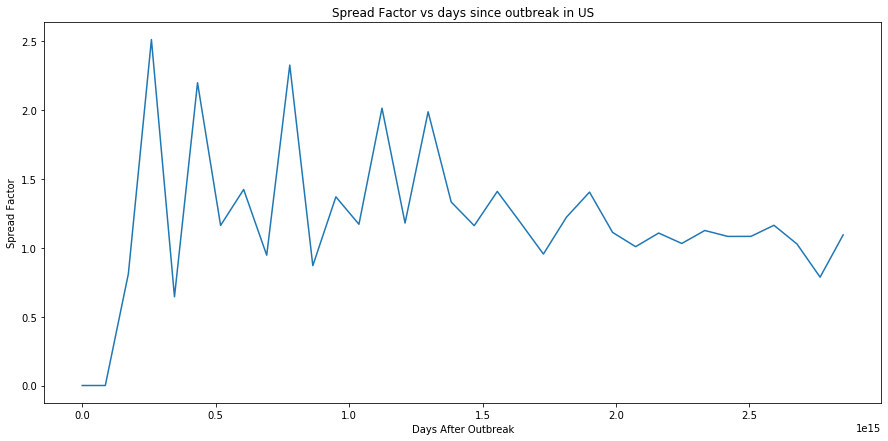 Spread Factor vs days since outbreak in US
Spread Factor
2.5
2.0
1.5
1.0
0.5
0.0
0.0 0.5 1.0 1.5 2.0 2.5
1e15
Days After Outbreak